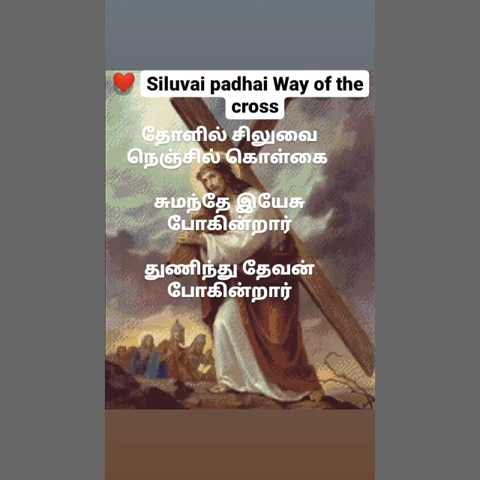 ❤️ Siluvai padhai Way of the
cross
தோளில் சிலுவை
நெஞ்சில் கொள்கை
சுமந்தே இயேசு
போகின்றார்
துணிந்து தேவன்
போகின்றார்